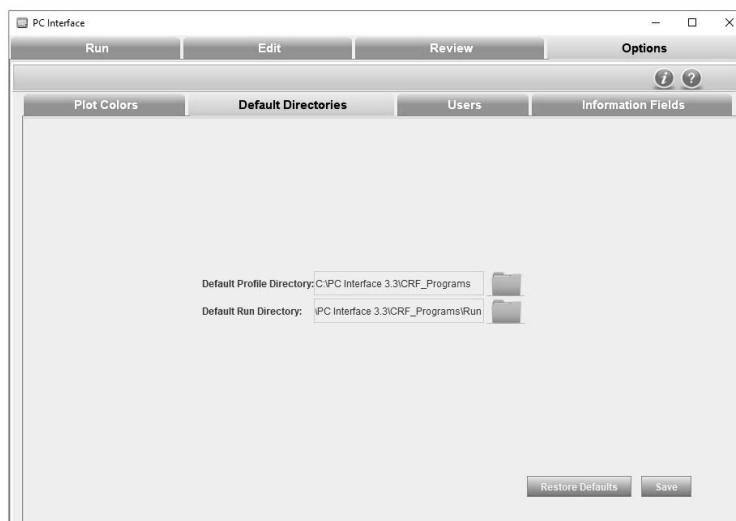 PC Interface
Run Edit Review Options
i ?
Plot Colors Default Directories Users Information Fields
Default Profile Directory: C:\PC Interface 3.3\CRF_Programs
Default Run Directory: \PC Interface 3.3\CRF_Programs\Run
Restore Defaults Save